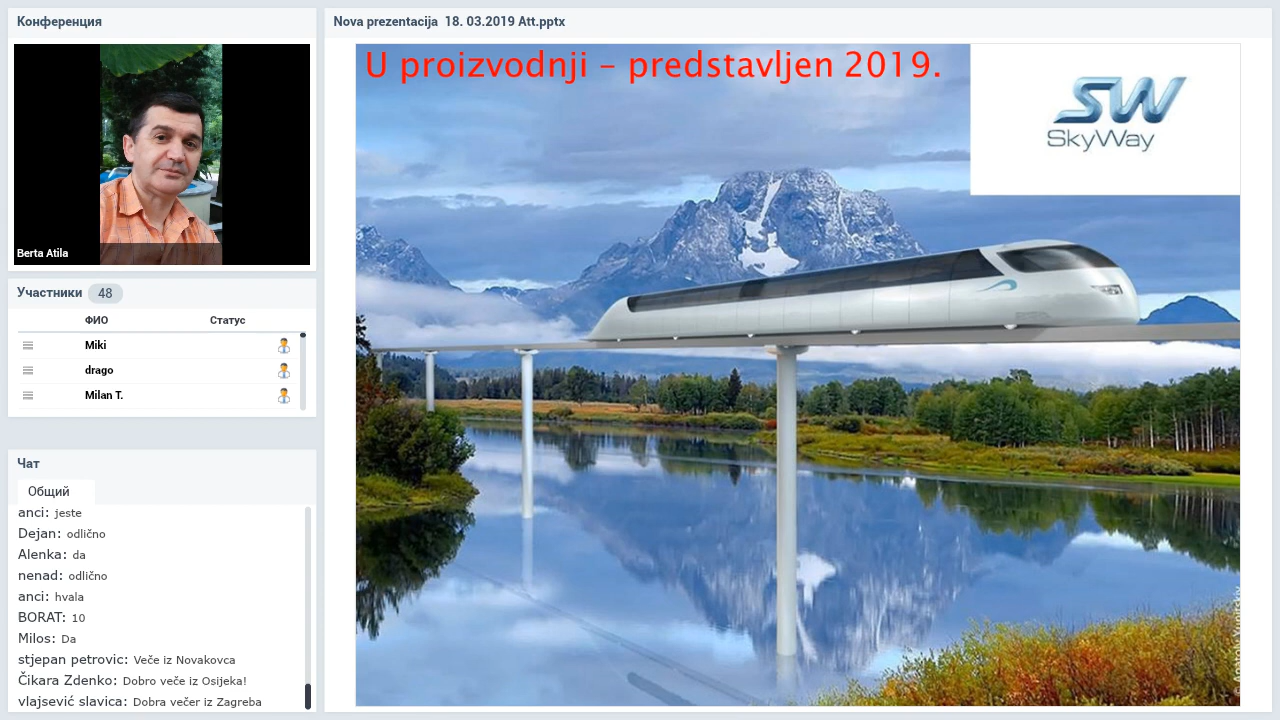 Конференция
Berta Atila
Участники 48
ФИО Статус
Miki
drago
Milan T.
Чат
Общий
anci: jeste
Dejan: odlično
Alenka: da
nenad: odlično
anci: hvala
BORAT: 10
Milos: Da
stjepan petrovic: Veče iz Novakovca
Čikara Zdenko: Dobro veče iz Osijeka!
vlajsević slavica: Dobra večer iz Zagreba
Nova prezentacija 18. 03.2019 Att.pptx
U proizvodnji – predstavljen 2019.
SW
SkyWay